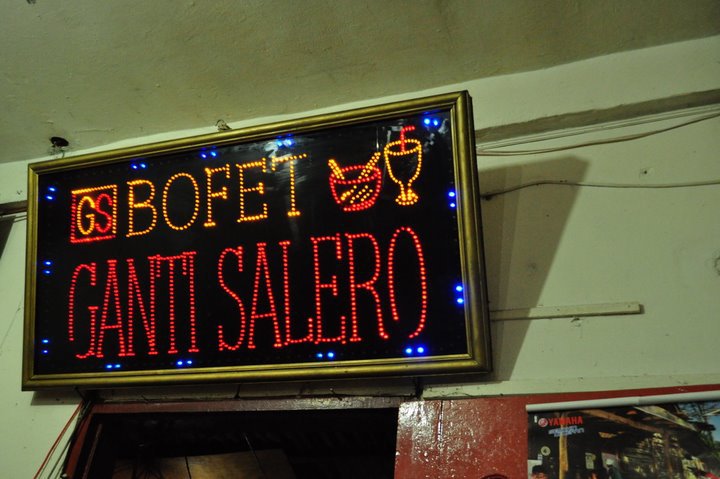 GS BOFET
GANTI SALERO
YAMAHA